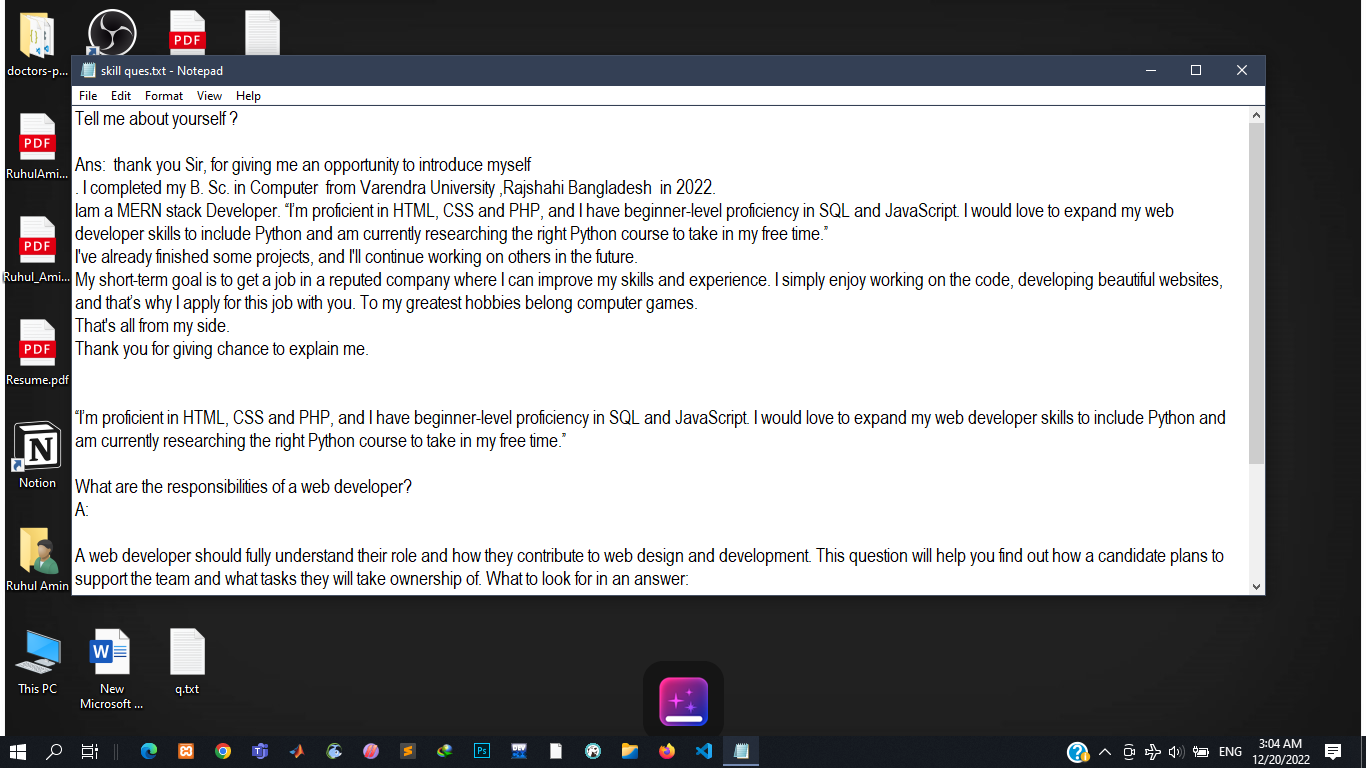 doctors-p...
PDF
skill ques.txt - Notepad
File Edit Format View Help
Tell me about yourself ?
Ans:  thank you Sir, for giving me an opportunity to introduce myself
. I completed my B. Sc. in Computer  from Varendra University ,Rajshahi Bangladesh  in 2022.
Iam a MERN stack Developer. “I’m proficient in HTML, CSS and PHP, and I have beginner-level proficiency in SQL and JavaScript. I would love to expand my web
developer skills to include Python and am currently researching the right Python course to take in my free time.”
I've already finished some projects, and I'll continue working on others in the future.
My short-term goal is to get a job in a reputed company where I can improve my skills and experience. I simply enjoy working on the code, developing beautiful websites,
and that’s why I apply for this job with you. To my greatest hobbies belong computer games.
That's all from my side.
Thank you for giving chance to explain me.
“I’m proficient in HTML, CSS and PHP, and I have beginner-level proficiency in SQL and JavaScript. I would love to expand my web developer skills to include Python and
am currently researching the right Python course to take in my free time.”
What are the responsibilities of a web developer?
A:
A web developer should fully understand their role and how they contribute to web design and development. This question will help you find out how a candidate plans to
support the team and what tasks they will take ownership of. What to look for in an answer:
PDF
RuhulAmi...
PDF
Ruhul_Ami...
PDF
Resume.pdf
Notion
Ruhul Amin
This PC
New
Microsoft ...
q.txt
ENG
3:04 AM
12/20/2022